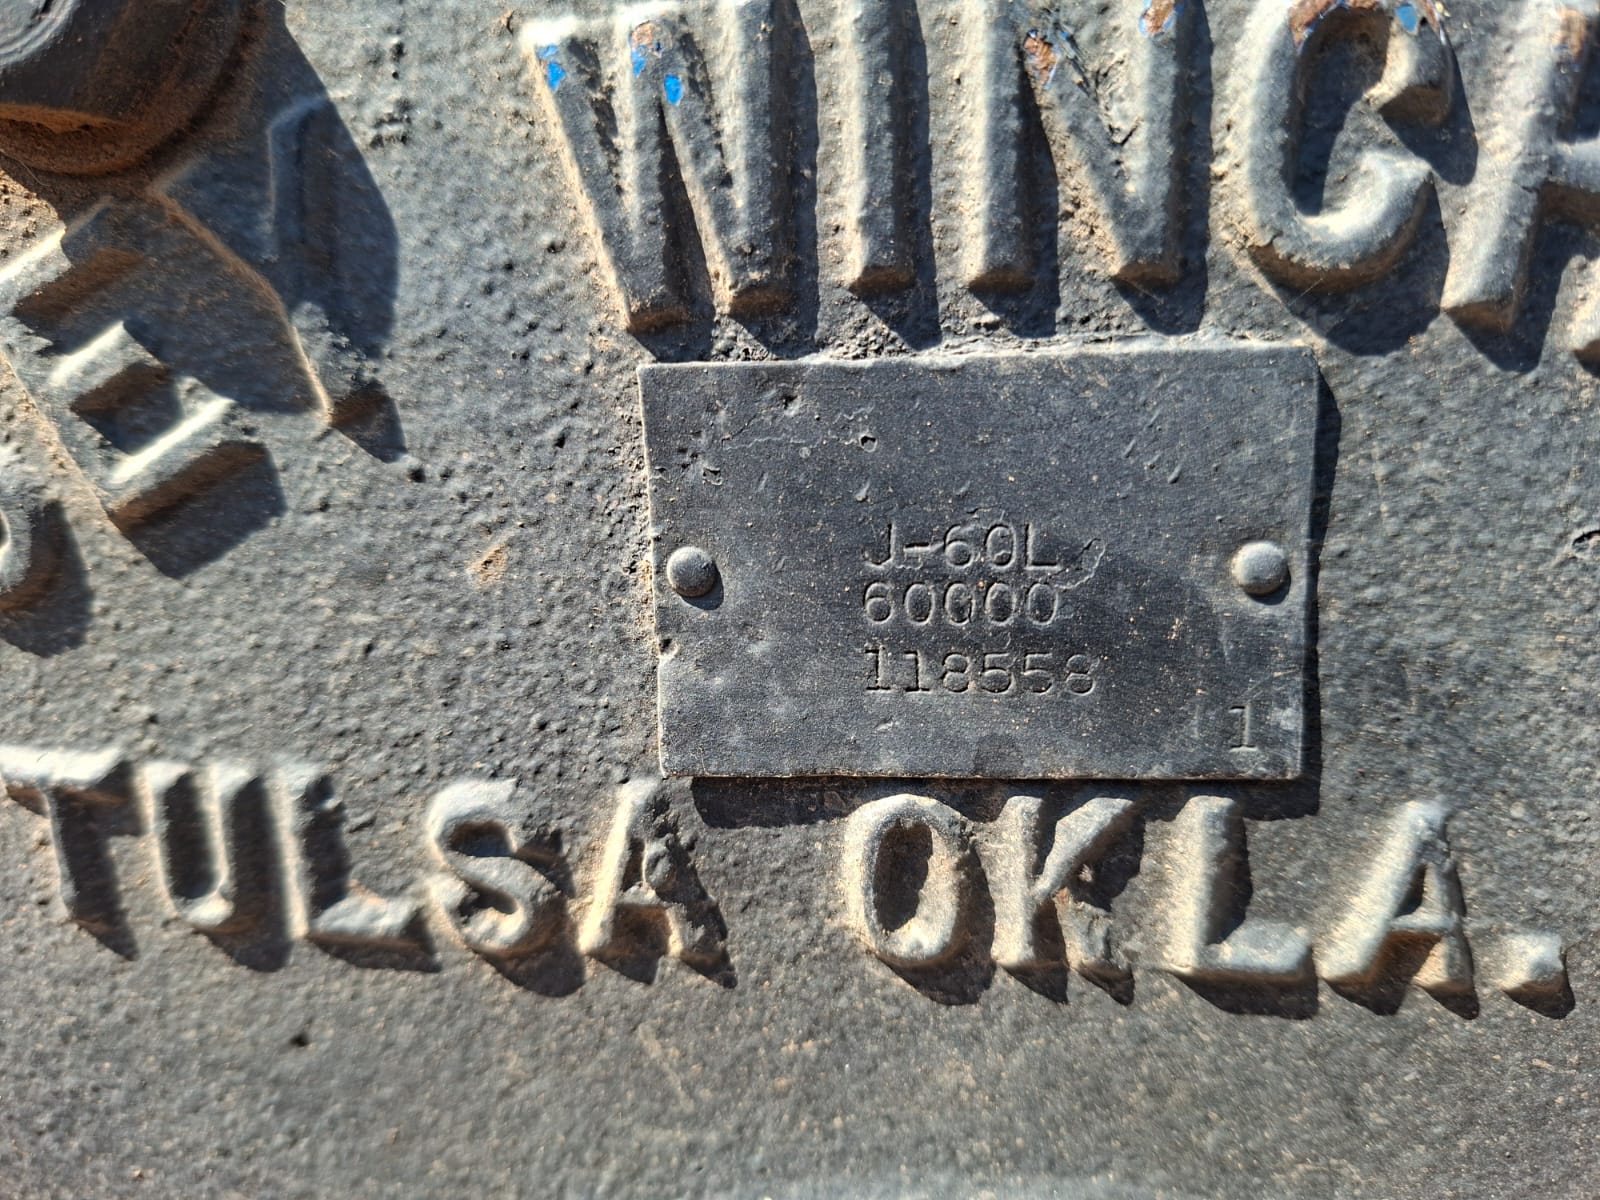 WINCH
J-60L
60000
118558
1
TULSA OKLA.